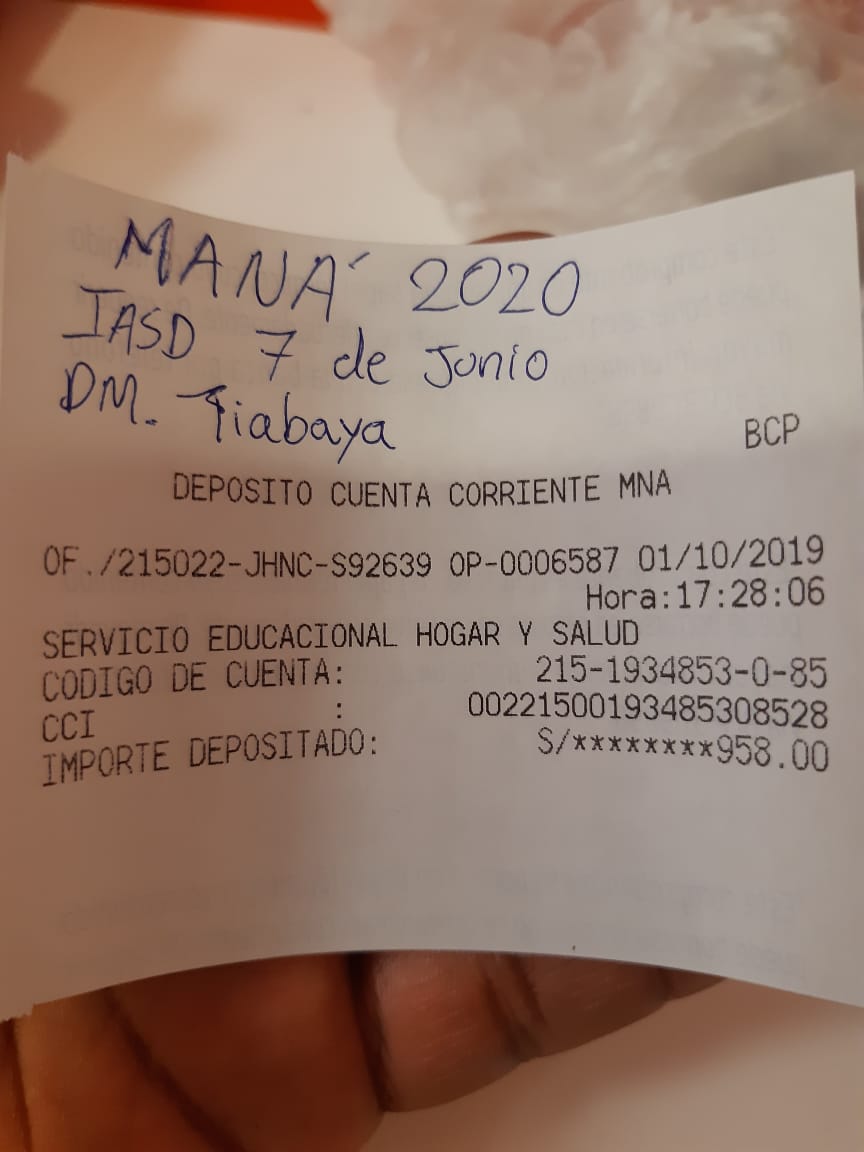 MANÁ 2020
IASD 7 de Junio
DM. Tiabaya
BCP
DEPOSITO CUENTA CORRIENTE MNA
OF./215022-JHNC-S92639 OP-0006587 01/10/2019
Hora:17:28:06
SERVICIO EDUCACIONAL HOGAR Y SALUD
CODIGO DE CUENTA: 215-1934853-0-85
CCI : 00221500193485308528
IMPORTE DEPOSITADO: S/********958.00